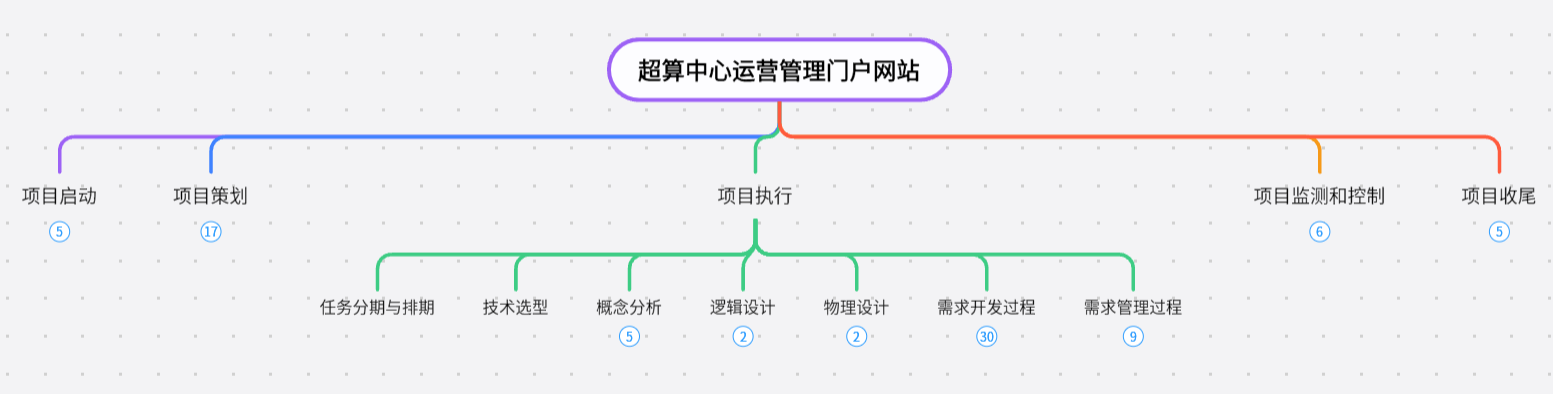 超算中心运营管理门户网站
项目启动
项目策划
项目执行
项目监测和控制
项目收尾
5
17
6
5
任务分期与排期
技术选型
概念分析
逻辑设计
物理设计
需求开发过程
需求管理过程
5
2
2
30
9